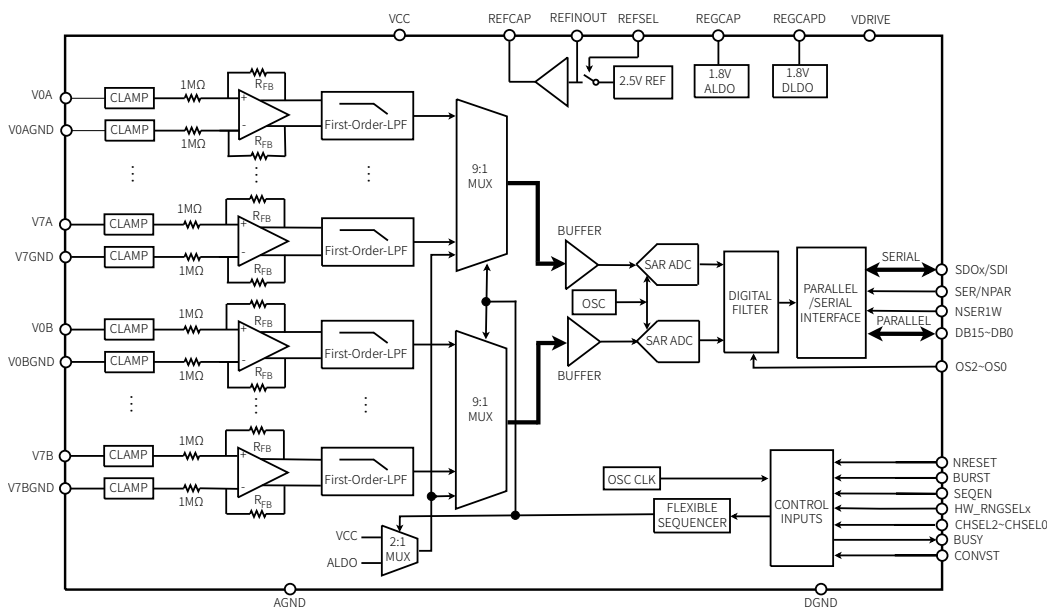 VCC
REFCAP
REFINOUT
REFSEL
REGCAP
REGCAPD
VDRIVE
2.5V REF
1.8V
ALDO
1.8V
DLDO
V0A
CLAMP
1MΩ
RFB
+
-
First-Order-LPF
V0AGND
CLAMP
1MΩ
RFB
V7A
CLAMP
1MΩ
RFB
+
-
First-Order-LPF
V7GND
CLAMP
1MΩ
RFB
V0B
CLAMP
1MΩ
RFB
+
-
First-Order-LPF
V0BGND
CLAMP
1MΩ
RFB
V7B
CLAMP
1MΩ
RFB
+
-
First-Order-LPF
V7BGND
CLAMP
1MΩ
RFB
9:1
MUX
9:1
MUX
VCC
ALDO
2:1
MUX
BUFFER
SAR ADC
OSC
SAR ADC
BUFFER
DIGITAL
FILTER
PARALLEL
/SERIAL
INTERFACE
SERIAL
PARALLEL
SDOx/SDI
SER/NPAR
NSER1W
DB15~DB0
OS2~OS0
OSC CLK
FLEXIBLE
SEQUENCER
CONTROL
INPUTS
NRESET
BURST
SEQEN
HW_RNGSELx
CHSEL2~CHSEL0
BUSY
CONVST
AGND
DGND